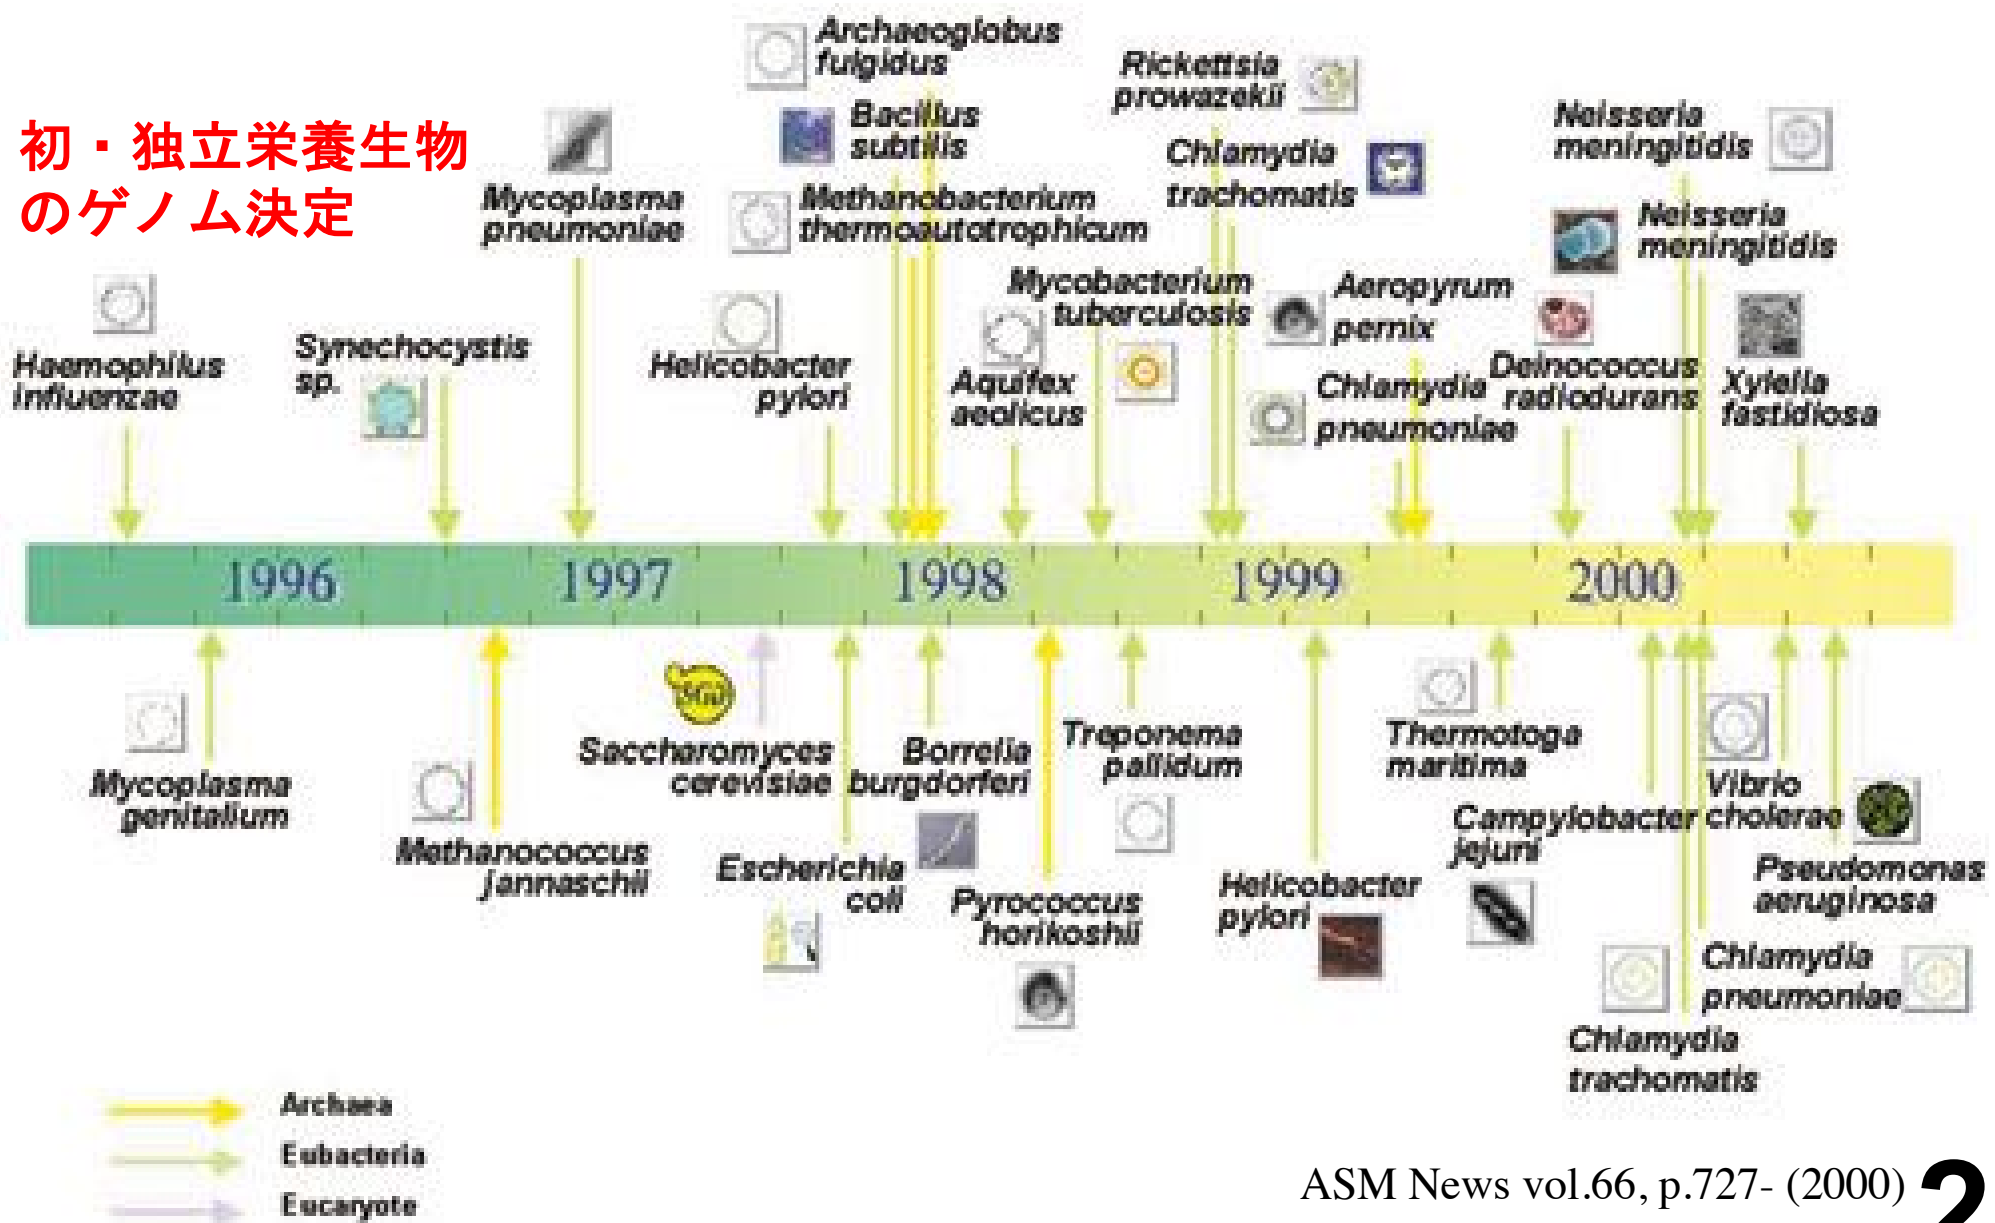 初・独立栄養生物
のゲノム決定
Archaeoglobus
fulgidus
Bacillus
subtilis
Methanobacterium
thermoautotrophicum
Mycoplasma
pneumoniae
Rickettsia
prowazekii
Chlamydia
trachomatis
Neisseria
meningitidis
Neisseria
meningitidis
Haemophilus
influenzae
Synechocystis
sp.
Helicobacter
pylori
Mycobacterium
tuberculosis
Aquifex
aeolicus
Aeropyrum
pernix
Chlamydia
pneumoniae
Deinococcus
radiodurans
Xylella
fastidiosa
1996 1997 1998 1999 2000
Mycoplasma
genitalium
Methanococcus
jannaschii
SGD
Saccharomyces
cerevisiae
Escherichia
coli
Borrelia
burgdorferi
Pyrococcus
horikoshii
Treponema
pallidum
Helicobacter
pylori
Thermotoga
maritima
Campylobacter
jejuni
Vibrio
cholerae
Pseudomonas
aeruginosa
Chlamydia
pneumoniae
Chlamydia
trachomatis
Archaea
Eubacteria
Eucaryote
ASM News vol.66, p.727- (2000)
2